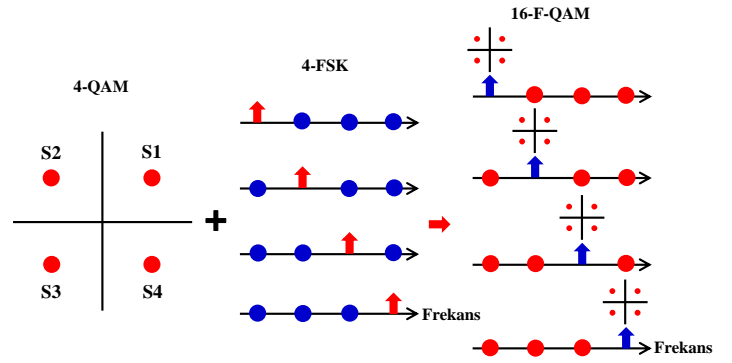 4-QAM
S2
S1
S3
S4
+
4-FSK
Frekans
16-F-QAM
Frekans